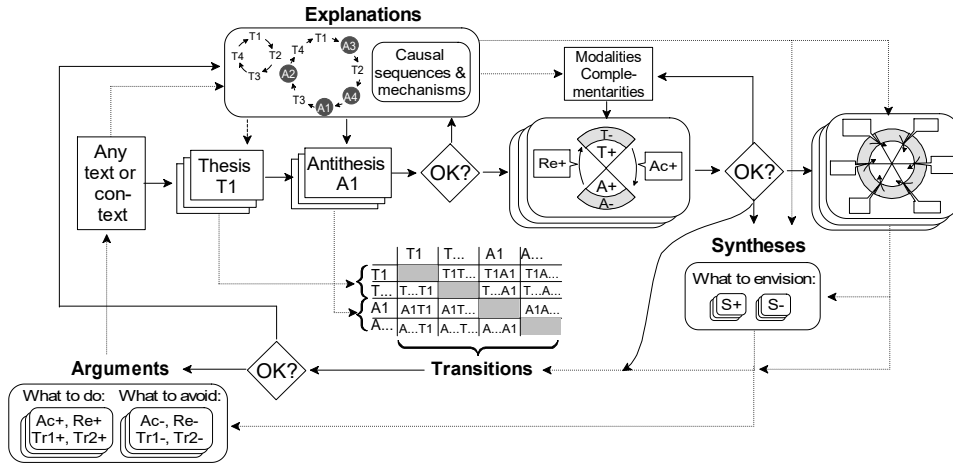 Explanations
T1
T2
T3
T4
T1
A3
T2
A4
A1
T3
A2
T4
Causal
sequences &
mechanisms
Modalities
Comple-
mentarities
Any
text or
con-
text
Thesis
T1
Antithesis
A1
OK?
T-
T+
Re+
Ac+
A+
A-
OK?
Syntheses
What to envision:
S+
S-
T1 T... A1 A...
T1 T1T... T1A1 T1A...
T... T...T1 T...A1 T...A...
A1 A1T1 A1T... A1A...
A... A...T1 A...T... A...A1
Transitions
OK?
Arguments
What to do:
Ac+, Re+
Tr1+, Tr2+
What to avoid:
Ac-, Re-
Tr1-, Tr2-